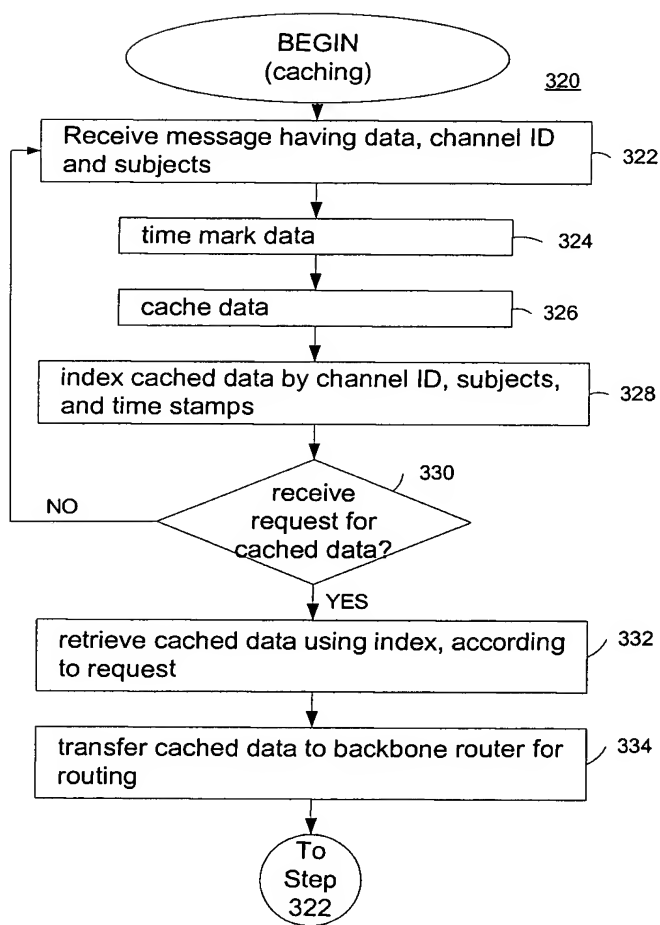 BEGIN
(caching)
320
Receive message having data, channel ID
and subjects
322
time mark data
324
cache data
326
index cached data by channel ID, subjects,
and time stamps
328
330
receive
request for
cached data?
NO
YES
retrieve cached data using index, according
to request
332
transfer cached data to backbone router for
routing
334
To
Step
322